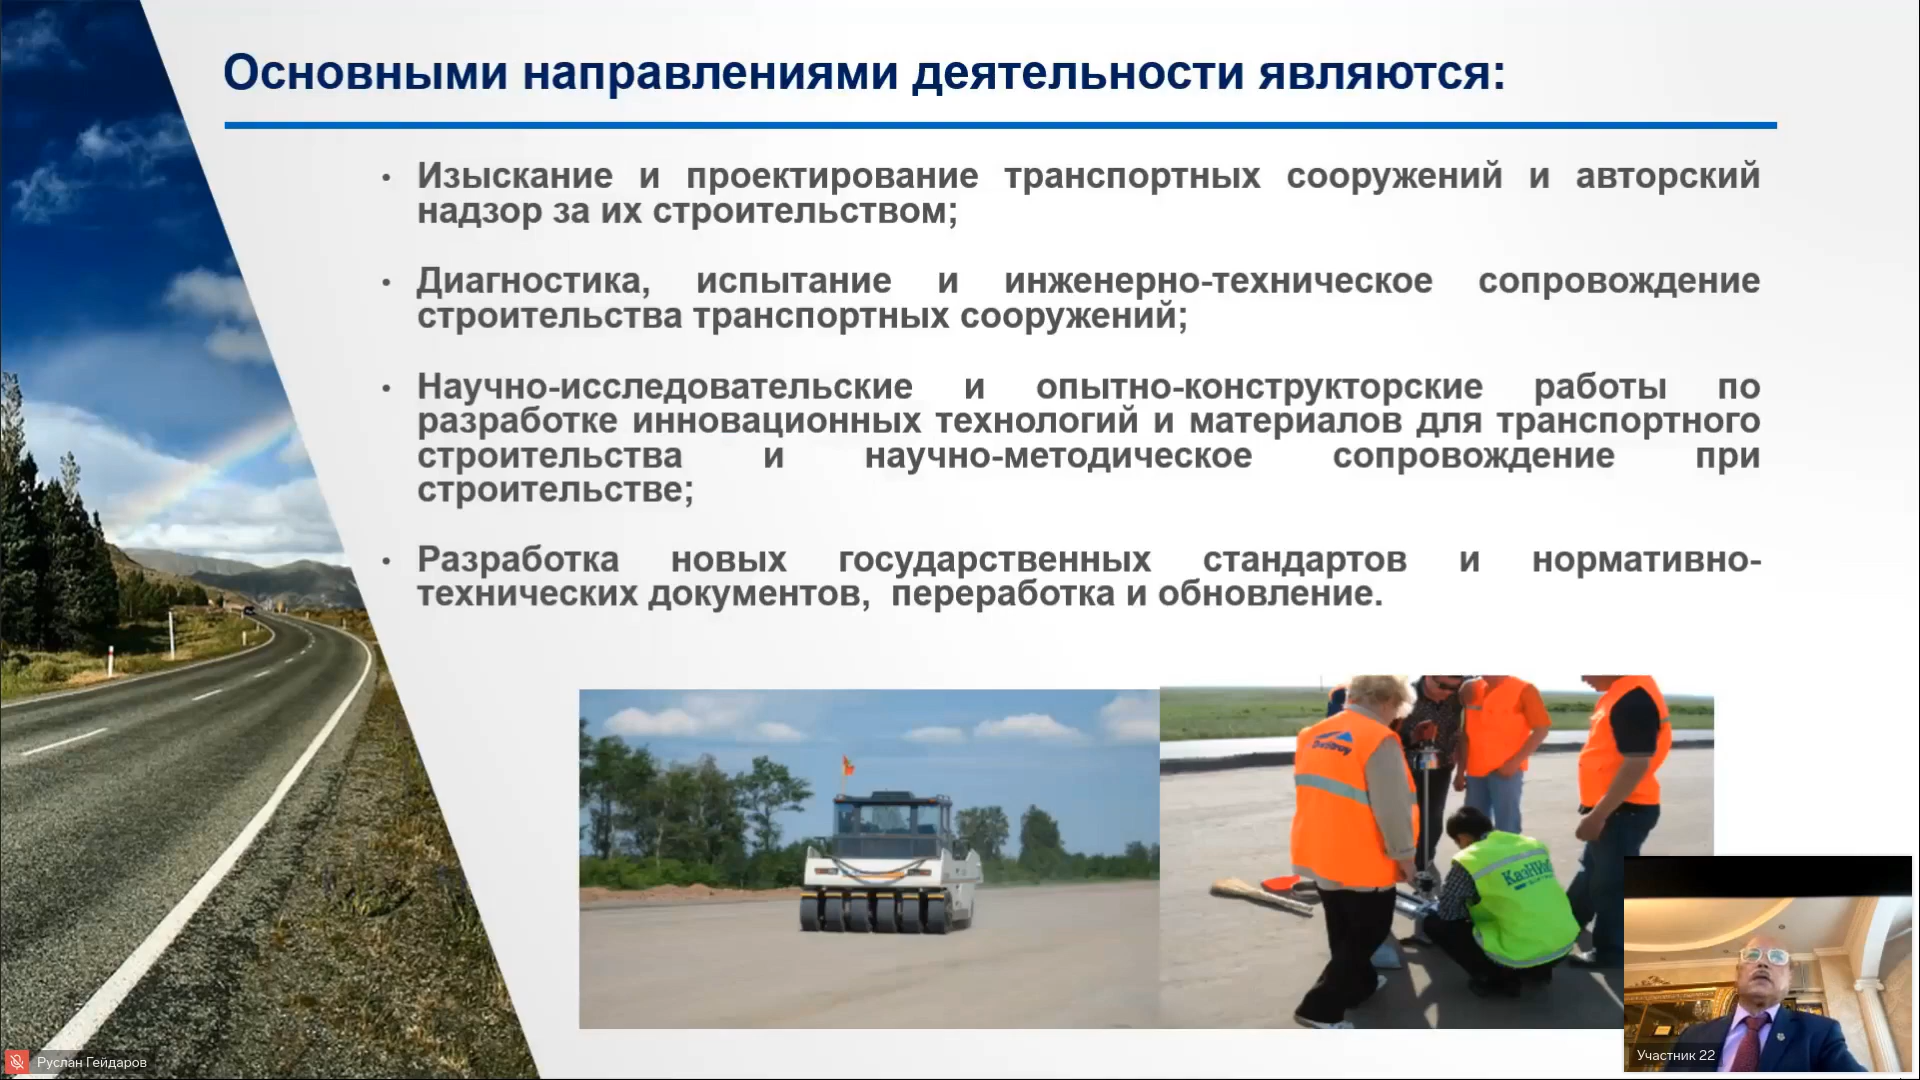 Основными направлениями деятельности являются:
• Изыскание и проектирование транспортных сооружений и авторский
надзор за их строительством;
• Диагностика, испытание и инженерно-техническое сопровождение
строительства транспортных сооружений;
• Научно-исследовательские и опытно-конструкторские работы по
разработке инновационных технологий и материалов для транспортного
строительства и научно-методическое сопровождение при
строительстве;
• Разработка новых государственных стандартов и нормативно-
технических документов, переработка и обновление.
Руслан Гейдаров
Участник 22